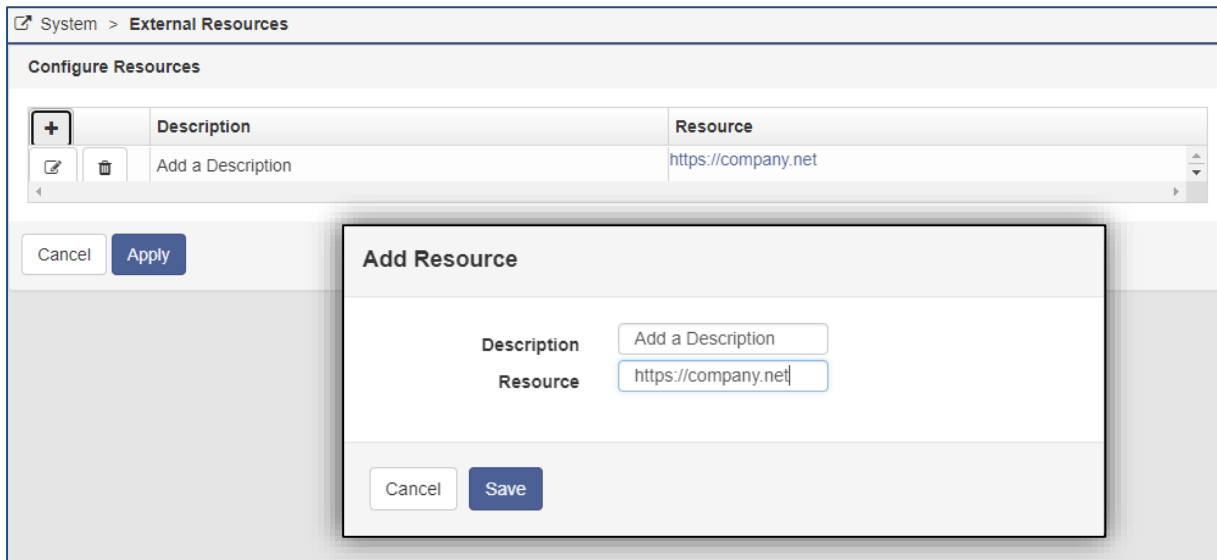 System > External Resources
Configure Resources
+ Description Resource
Add a Description https://company.net
Cancel Apply
Add Resource
Description Add a Description
Resource https://company.net
Cancel Save